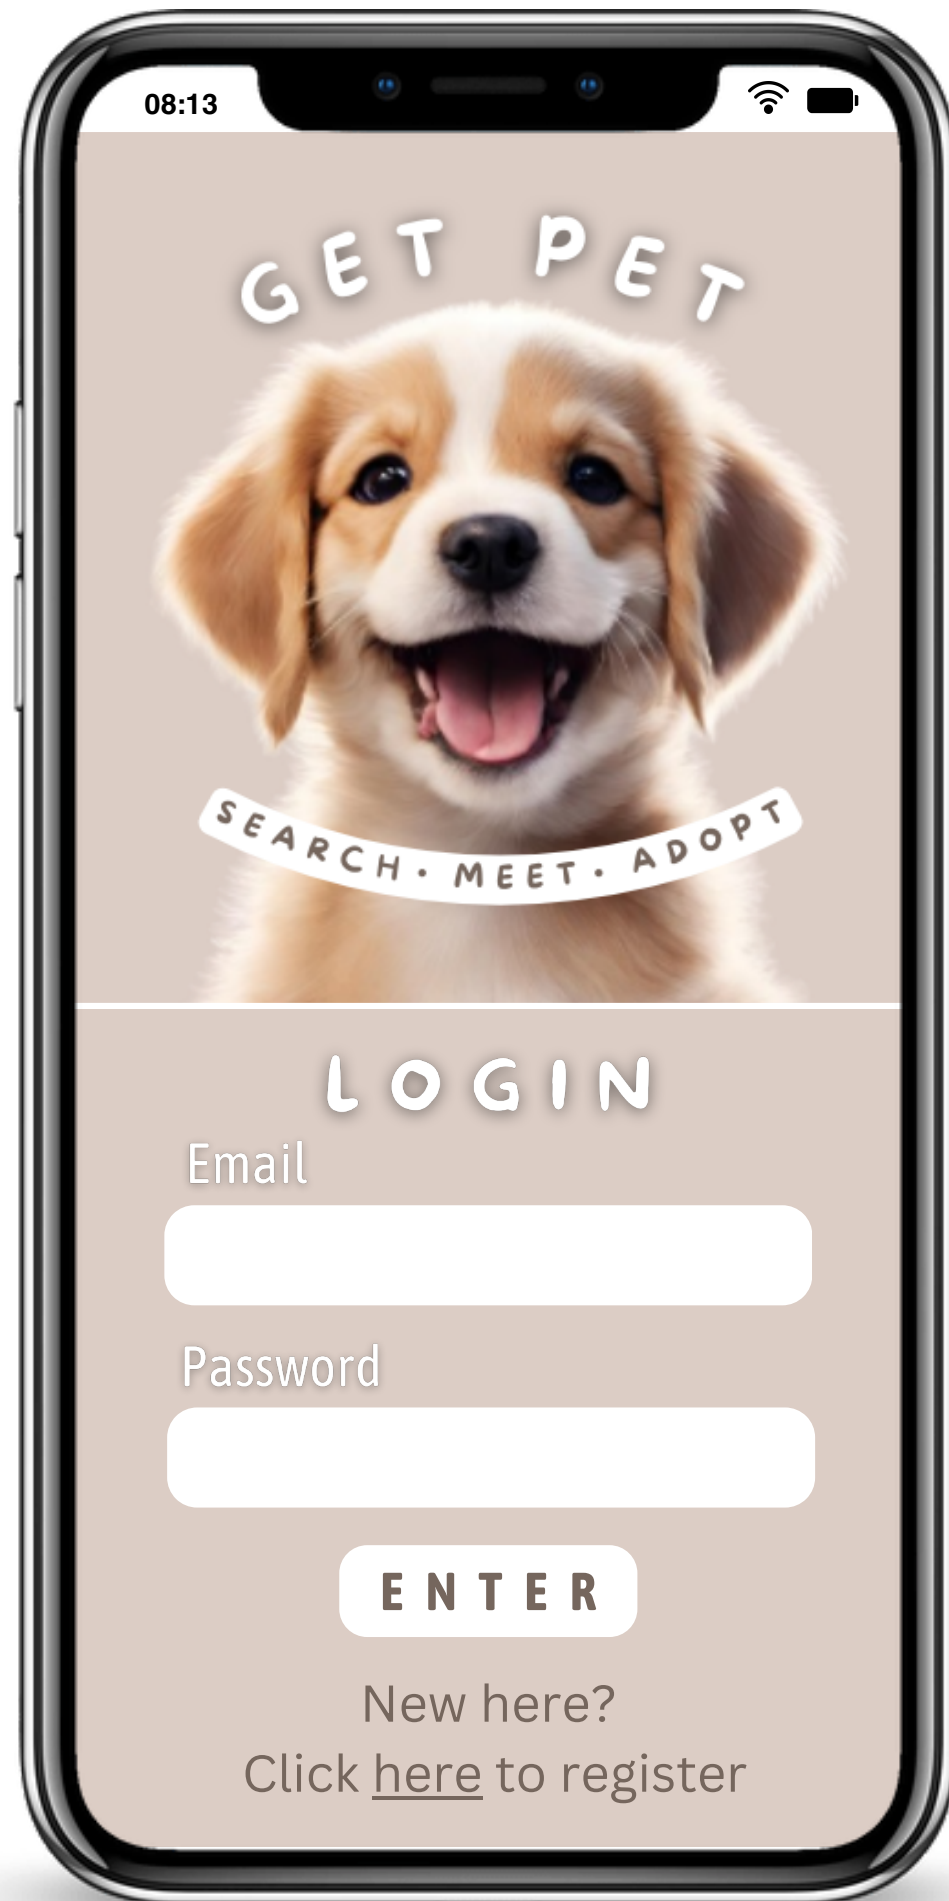 08:13
GET PET
SEARCH · MEET · ADOPT
LOGIN
Email
Password
ENTER
New here?
Click here to register